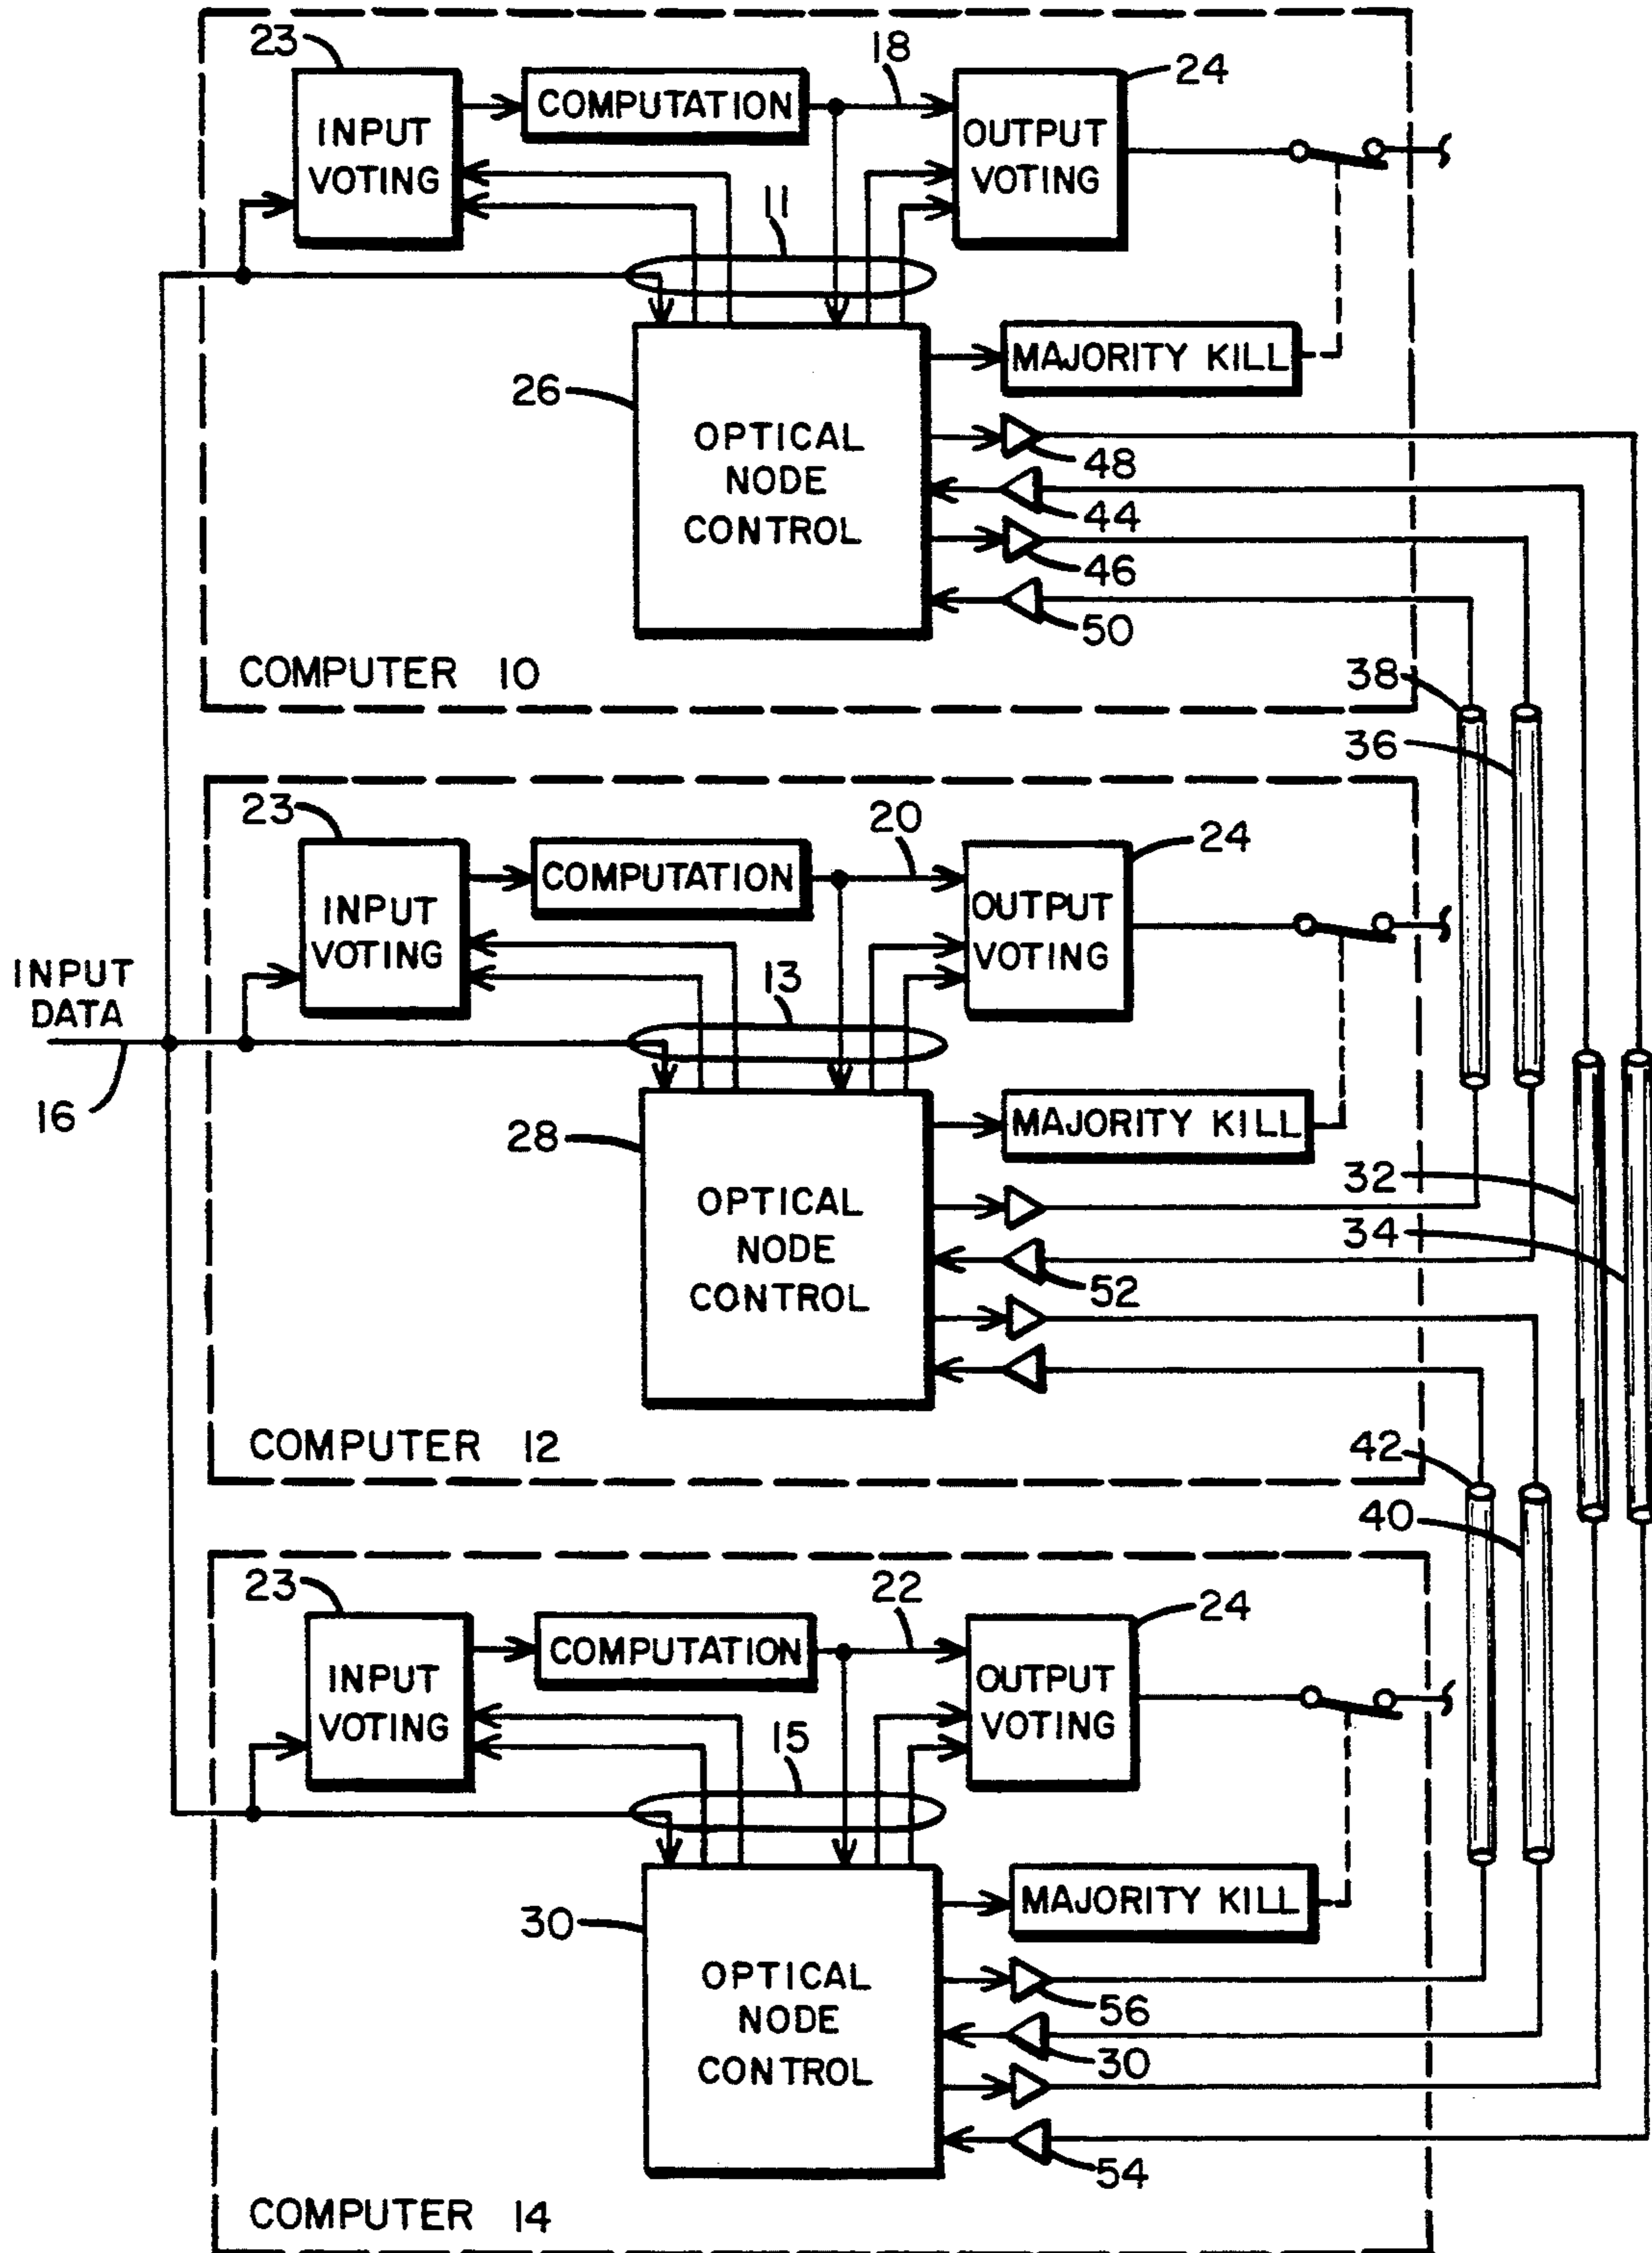 23
18
24
INPUT
VOTING
COMPUTATION
OUTPUT
VOTING
11
26
OPTICAL
NODE
CONTROL
MAJORITY KILL
48
44
46
50
COMPUTER 10
38
36
23
20
24
INPUT
VOTING
COMPUTATION
OUTPUT
VOTING
INPUT
DATA
16
13
28
OPTICAL
NODE
CONTROL
MAJORITY KILL
32
34
52
COMPUTER 12
42
40
23
22
24
INPUT
VOTING
COMPUTATION
OUTPUT
VOTING
15
30
OPTICAL
NODE
CONTROL
MAJORITY KILL
56
30
54
COMPUTER 14